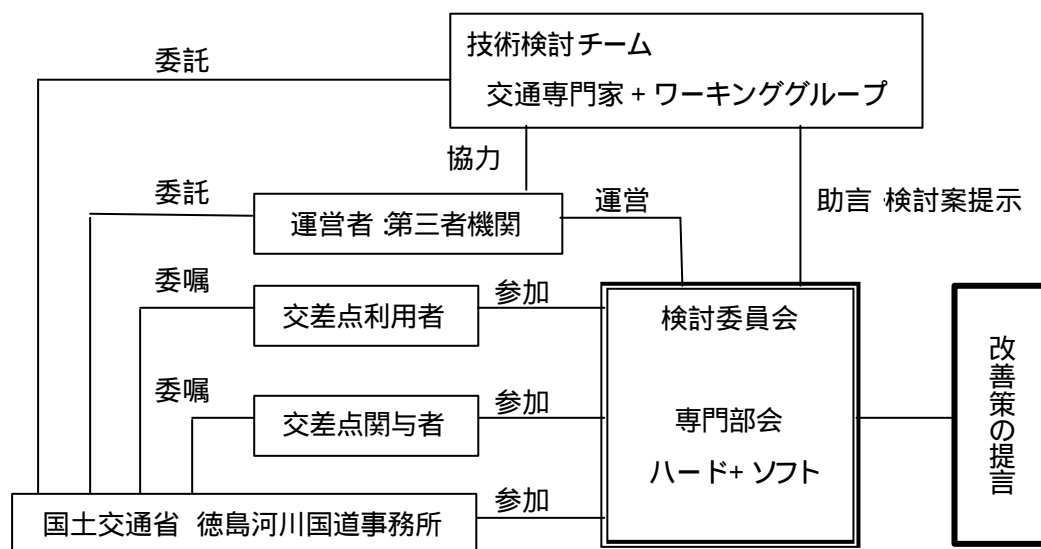 技術検討チーム
委託
交通専門家 + ワーキンググループ
協力
委託
運営
助言・検討案提示
運営者:第三者機関
委嘱
参加
交差点利用者
検討委員会
改善策の提言
委嘱
参加
交差点関与者
専門部会
ハード+ソフト
参加
国土交通省 徳島河川国道事務所